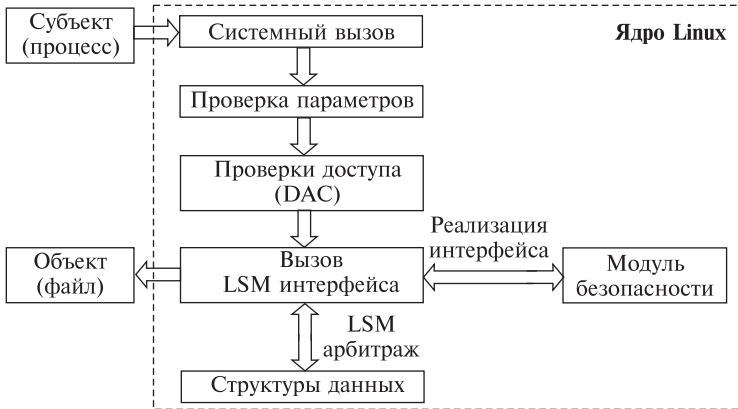 Субъект
(процесс)
Системный вызов
Ядро Linux
Проверка параметров
Проверки доступа
(DAC)
Реализация
интерфейса
Объект
(файл)
Вызов
LSM интерфейса
Модуль
безопасности
LSM
арбитраж
Структуры данных